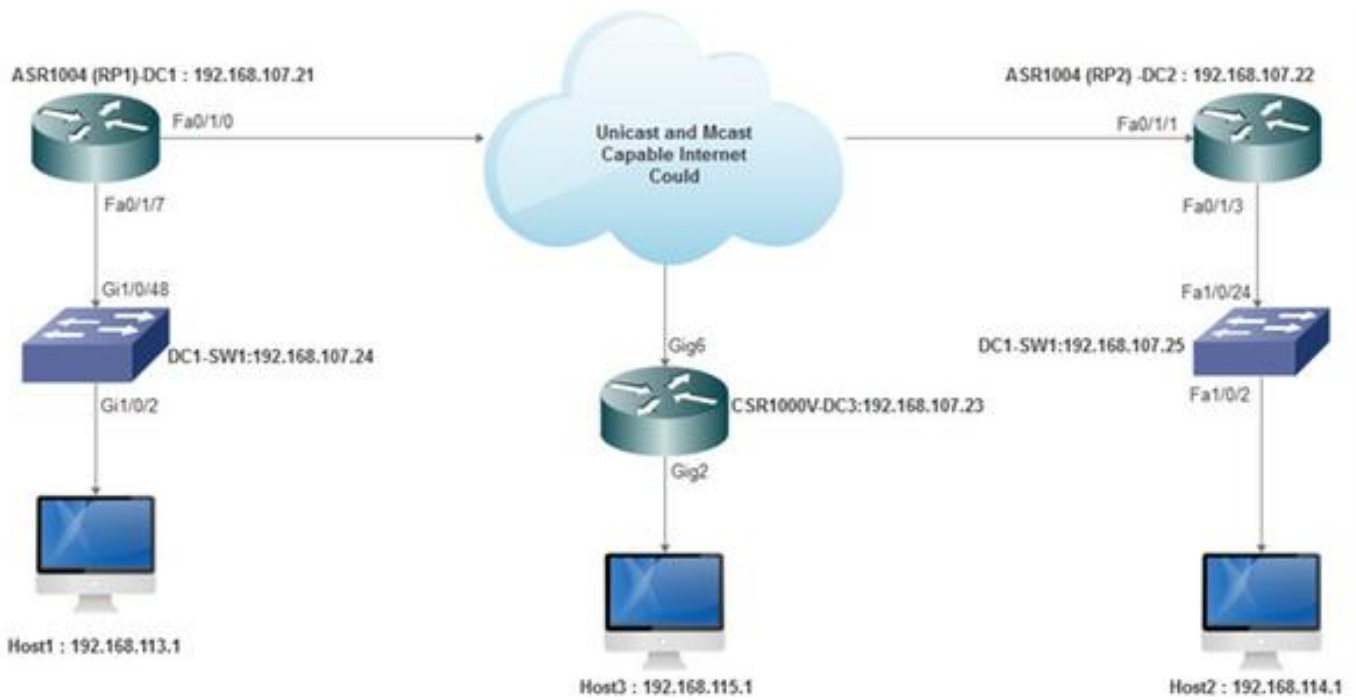 ASR1004 (RP1)-DC1 : 192.168.107.21
ASR1004 (RP2) -DC2 : 192.168.107.22
Fa0/1/0
Unicast and Mcast
Capable Internet
Could
Fa0/1/1
Fa0/1/7
Fa0/1/3
Gi1/0/48
Fa1/0/24
DC1-SW1:192.168.107.24
Gig6
DC1-SW1:192.168.107.25
Gi1/0/2
CSR1000V-DC3:192.168.107.23
Fa1/0/2
Gig2
Host1 : 192.168.113.1
Host3 : 192.168.115.1
Host2 : 192.168.114.1